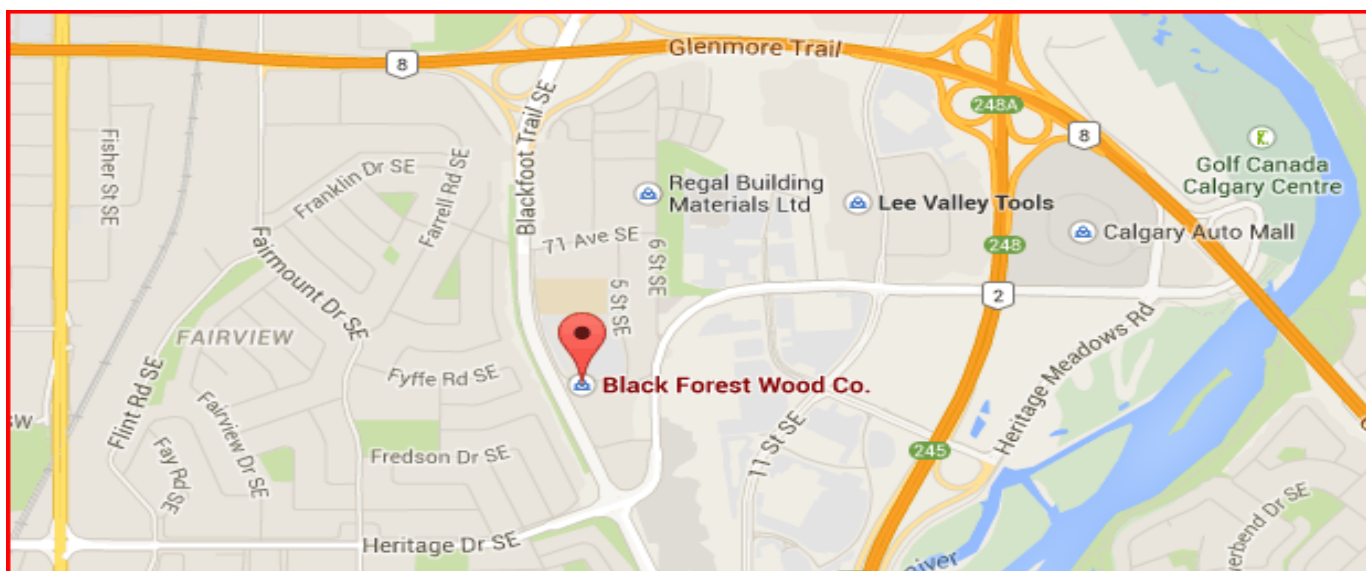 Glenmore Trail
8
248A
8
Golf Canada
Calgary Centre
Fisher St SE
Franklin Dr SE
Farrell Rd SE
Blackfoot Trail SE
Regal Building
Materials Ltd
Lee Valley Tools
Calgary Auto Mall
71 Ave SE
6 St SE
248
Fairmount Dr SE
5 St SE
2
FAIRVIEW
Heritage Meadows Rd
Fyffe Rd SE
Black Forest Wood Co.
Flint Rd SE
Fairview Dr SE
SW
Fay Rd
SE
Fredson Dr SE
11 St SE
245
Heritage Dr SE